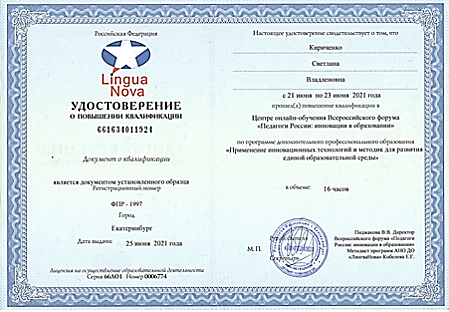 Российская Федерация
Lingua
Nova
УДОСТОВЕРЕНИЕ
О ПОВЫШЕНИИ КВАЛИФИКАЦИИ
661634011924
Документ о квалификации
является документом установленного образца
Регистрационный номер
ФПР - 1997
Город
Екатеринбург
Дата выдачи: 25 июня 2021 года
Лицензия на осуществление образовательной деятельности
Серия 66Л01 Номер 0006774
Настоящее удостоверение свидетельствует о том, что
Кириченко
Светлана
Владленовна
с 21 июня по 23 июня 2021 года
прошел(а) повышение квалификации в
Центре онлайн-обучения Всероссийского форума
«Педагоги России: инновации в образовании»
по программе дополнительного профессионального образования
«Применение инновационных технологий и методик для развития
единой образовательной среды»
в объеме: 16 часов
М. П.
Руководитель
Секретарь
В.В. Директор
Всероссийского форума «Педагоги
России: инновации в образовании»
Методист программ АНО ДО
«ЛингваНова» Кобелева Е.Г.